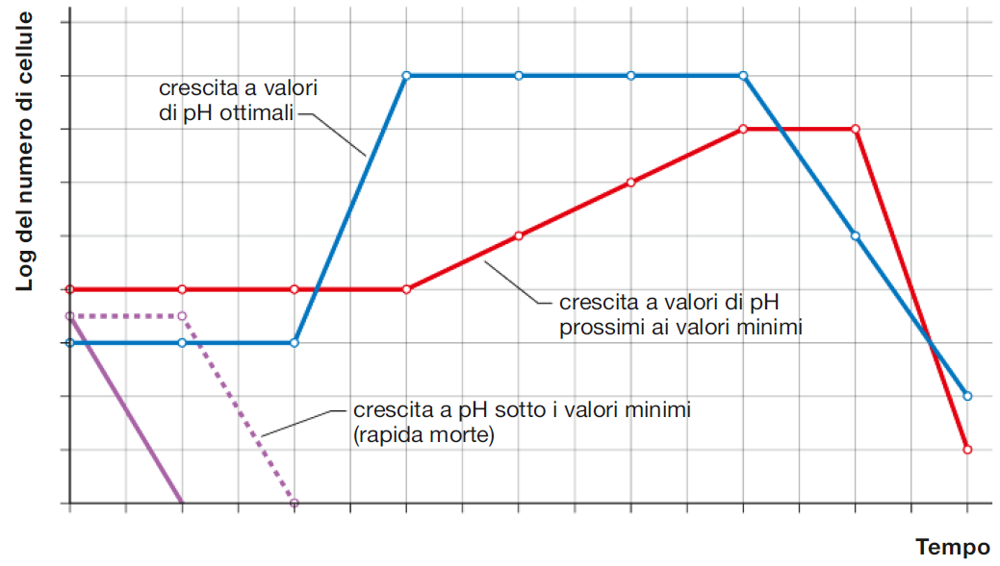 Log del numero di cellule
crescita a valori
di pH ottimali
crescita a valori di pH
prossimi ai valori minimi
crescita a pH sotto i valori minimi
(rapida morte)
Tempo